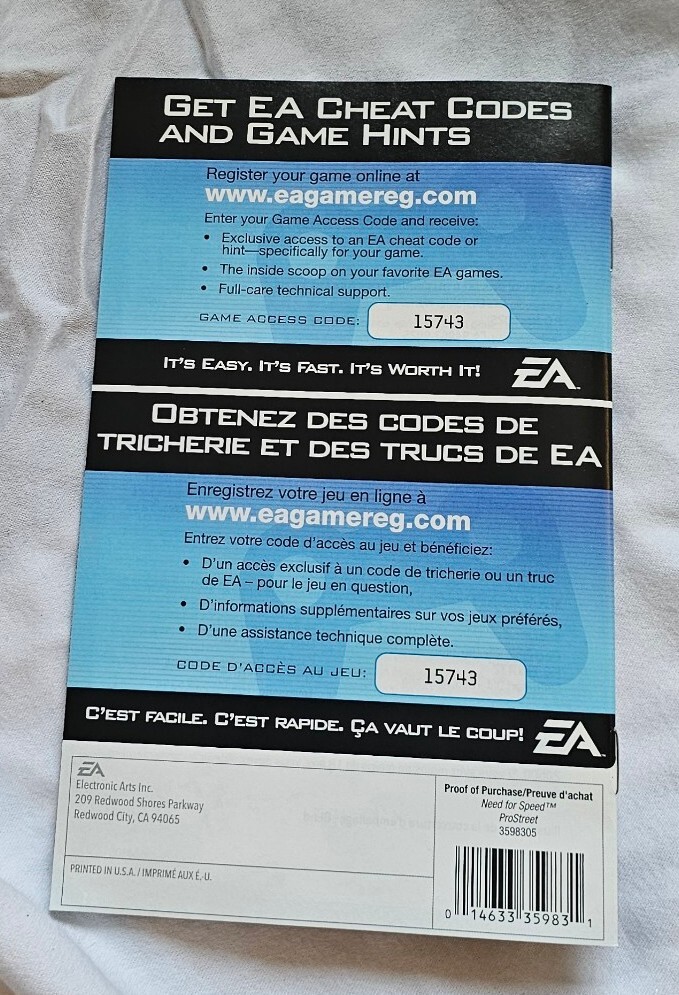 GET EA CHEAT CODES
AND GAME HINTS
Register your game online at
www.eagamereg.com
Enter your Game Access Code and receive:
• Exclusive access to an EA cheat code or
hint—specifically for your game.
• The inside scoop on your favorite EA games.
• Full-care technical support.
GAME ACCESS CODE: 15743
IT'S EASY. IT'S FAST. IT'S WORTH IT! EA™
OBTENEZ DES CODES DE
TRICHERIE ET DES TRUCS DE EA
Enregistrez votre jeu en ligne à
www.eagamereg.com
Entrez votre code d'accès au jeu et bénéficiez:
• D'un accès exclusif à un code de tricherie ou un truc
de EA – pour le jeu en question,
• D'informations supplémentaires sur vos jeux préférés,
• D'une assistance technique complète.
CODE D'ACCÈS AU JEU: 15743
C'EST FACILE. C'EST RAPIDE. ÇA VAUT LE COUP! EA™
EA
Electronic Arts Inc.
209 Redwood Shores Parkway
Redwood City, CA 94065
PRINTED IN U.S.A. / IMPRIMÉ AUX É.-U.
Proof of Purchase/Preuve d'achat
Need for Speed™
ProStreet
3598305
0 14633 35983 1